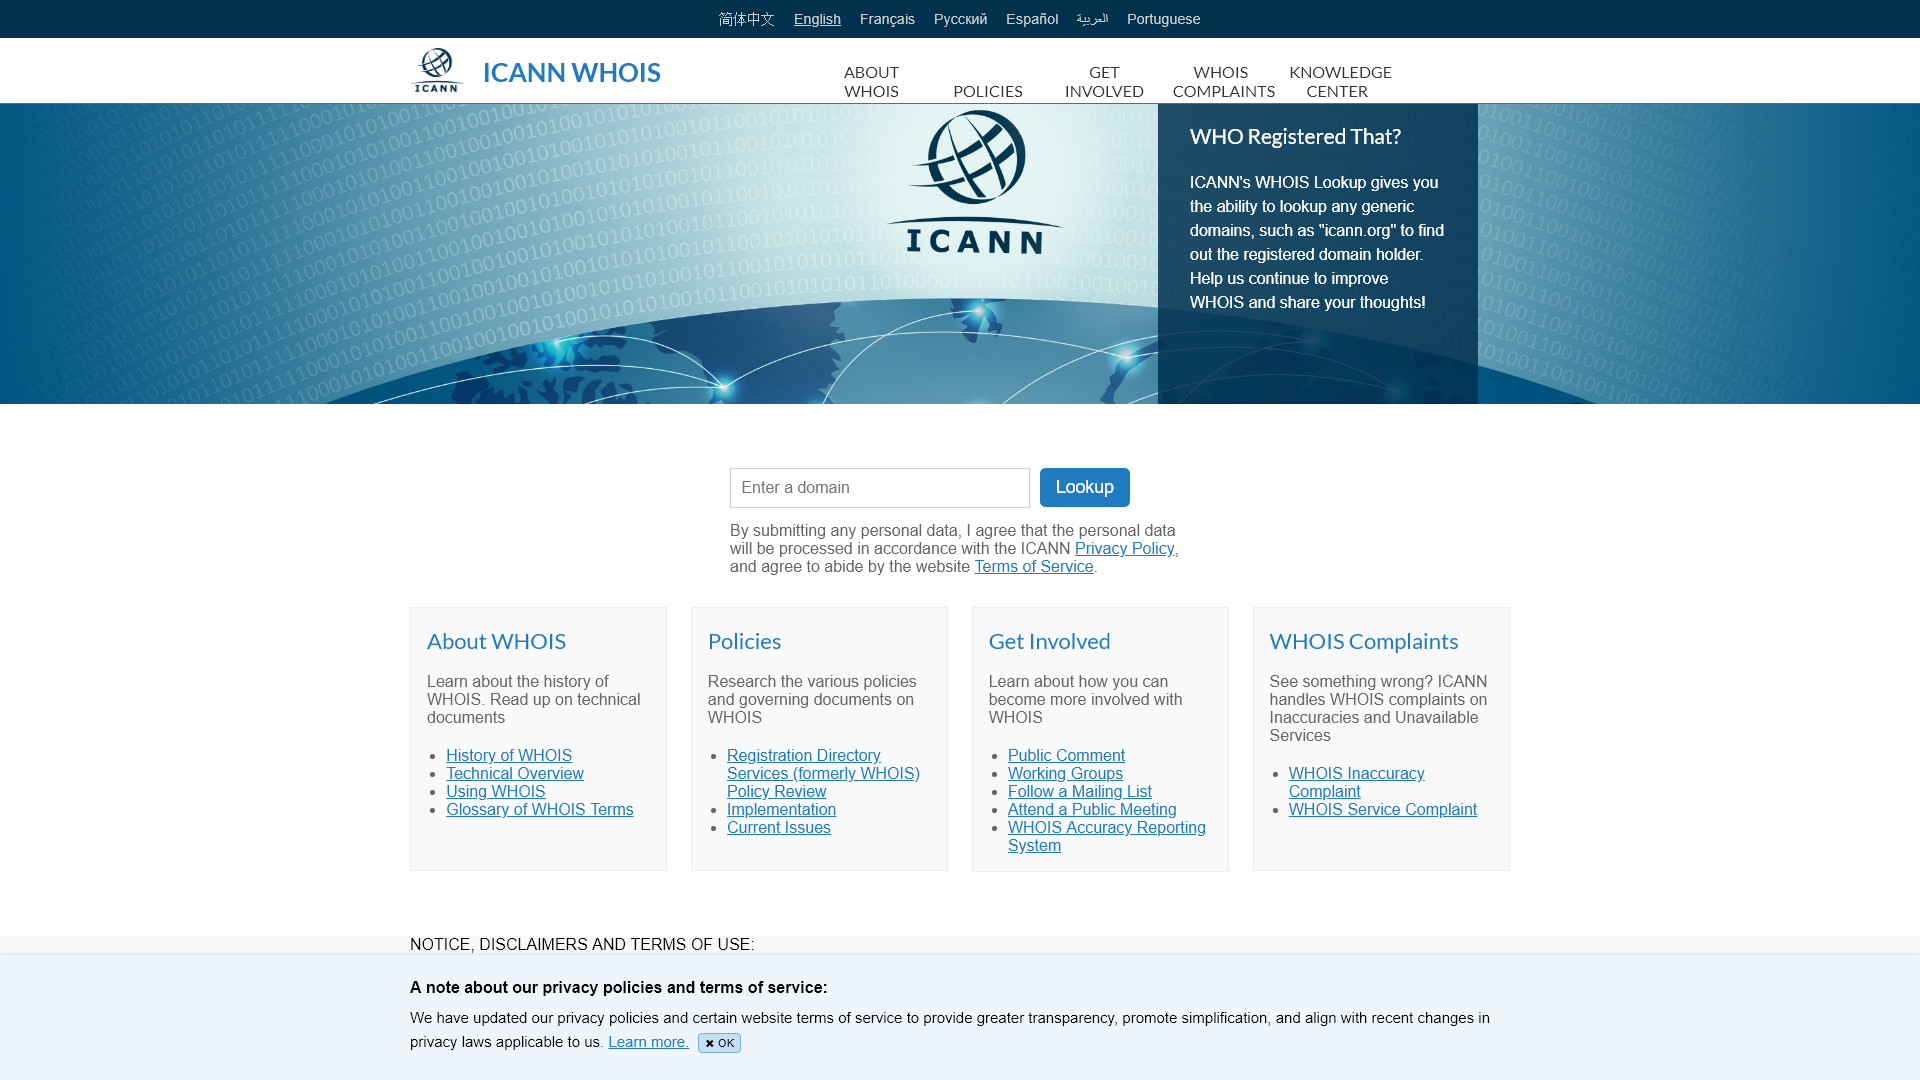 简体中文 English Français Русский Español العربية Portuguese
ICANN
ICANN WHOIS
ABOUT WHOIS
POLICIES
GET INVOLVED
WHOIS COMPLAINTS
KNOWLEDGE CENTER
ICANN
WHO Registered That?
ICANN's WHOIS Lookup gives you
the ability to lookup any generic
domains, such as "icann.org" to find
out the registered domain holder.
Help us continue to improve
WHOIS and share your thoughts!
Enter a domain
Lookup
By submitting any personal data, I agree that the personal data
will be processed in accordance with the ICANN Privacy Policy,
and agree to abide by the website Terms of Service.
About WHOIS
Learn about the history of
WHOIS. Read up on technical
documents
History of WHOIS
Technical Overview
Using WHOIS
Glossary of WHOIS Terms
Policies
Research the various policies
and governing documents on
WHOIS
Registration Directory
Services (formerly WHOIS)
Policy Review
Implementation
Current Issues
Get Involved
Learn about how you can
become more involved with
WHOIS
Public Comment
Working Groups
Follow a Mailing List
Attend a Public Meeting
WHOIS Accuracy Reporting
System
WHOIS Complaints
See something wrong? ICANN
handles WHOIS complaints on
Inaccuracies and Unavailable
Services
WHOIS Inaccuracy
Complaint
WHOIS Service Complaint
NOTICE, DISCLAIMERS AND TERMS OF USE:
A note about our privacy policies and terms of service:
We have updated our privacy policies and certain website terms of service to provide greater transparency, promote simplification, and align with recent changes in
privacy laws applicable to us. Learn more. ✖ OK